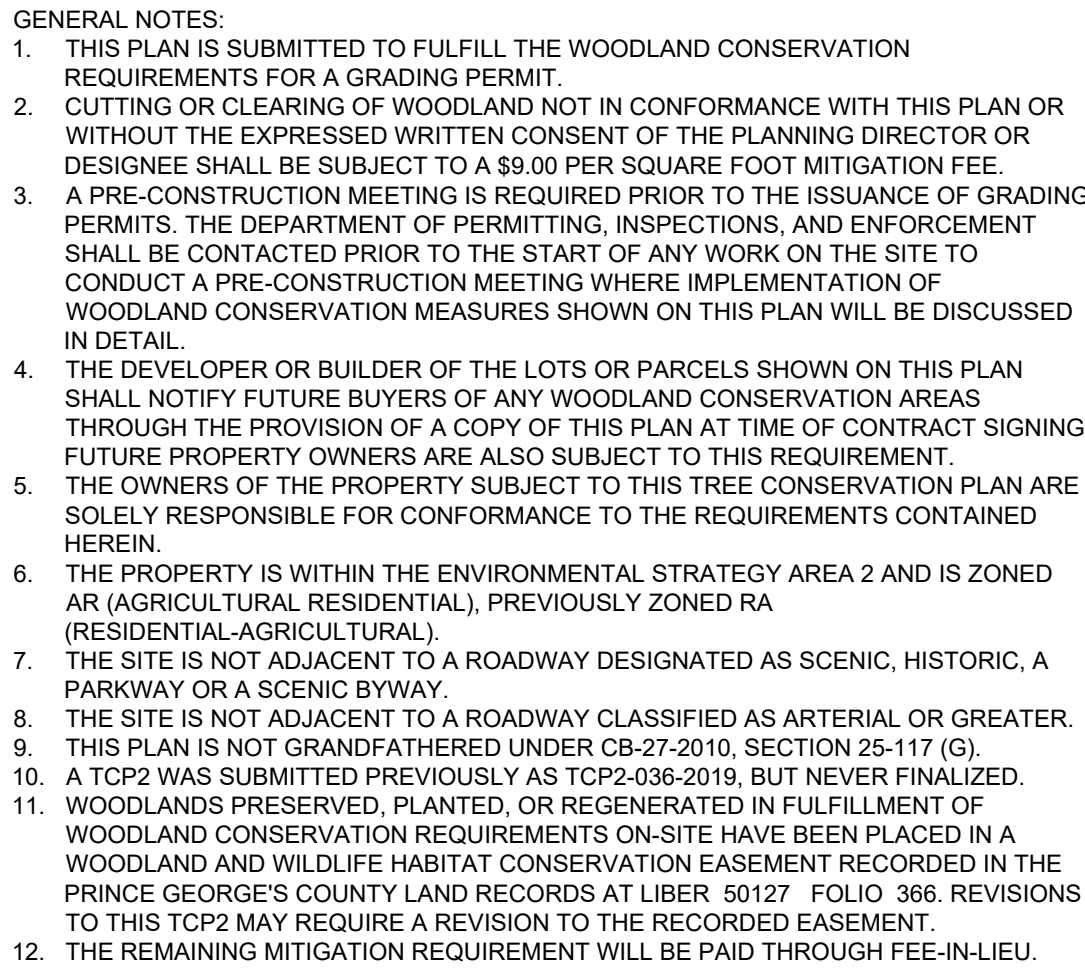 GENERAL NOTES:
1. THIS PLAN IS SUBMITTED TO FULFILL THE WOODLAND CONSERVATION
REQUIREMENTS FOR A GRADING PERMIT.
2. CUTTING OR CLEARING OF WOODLAND NOT IN CONFORMANCE WITH THIS PLAN OR
WITHOUT THE EXPRESSED WRITTEN CONSENT OF THE PLANNING DIRECTOR OR
DESIGNEE SHALL BE SUBJECT TO A $9.00 PER SQUARE FOOT MITIGATION FEE.
3. A PRE-CONSTRUCTION MEETING IS REQUIRED PRIOR TO THE ISSUANCE OF GRADING
PERMITS. THE DEPARTMENT OF PERMITTING, INSPECTIONS, AND ENFORCEMENT
SHALL BE CONTACTED PRIOR TO THE START OF ANY WORK ON THE SITE TO
CONDUCT A PRE-CONSTRUCTION MEETING WHERE IMPLEMENTATION OF
WOODLAND CONSERVATION MEASURES SHOWN ON THIS PLAN WILL BE DISCUSSED
IN DETAIL.
4. THE DEVELOPER OR BUILDER OF THE LOTS OR PARCELS SHOWN ON THIS PLAN
SHALL NOTIFY FUTURE BUYERS OF ANY WOODLAND CONSERVATION AREAS
THROUGH THE PROVISION OF A COPY OF THIS PLAN AT TIME OF CONTRACT SIGNING
FUTURE PROPERTY OWNERS ARE ALSO SUBJECT TO THIS REQUIREMENT.
5. THE OWNERS OF THE PROPERTY SUBJECT TO THIS TREE CONSERVATION PLAN ARE
SOLELY RESPONSIBLE FOR CONFORMANCE TO THE REQUIREMENTS CONTAINED
HEREIN.
6. THE PROPERTY IS WITHIN THE ENVIRONMENTAL STRATEGY AREA 2 AND IS ZONED
AR (AGRICULTURAL RESIDENTIAL), PREVIOUSLY ZONED RA
(RESIDENTIAL-AGRICULTURAL).
7. THE SITE IS NOT ADJACENT TO A ROADWAY DESIGNATED AS SCENIC, HISTORIC, A
PARKWAY OR A SCENIC BYWAY.
8. THE SITE IS NOT ADJACENT TO A ROADWAY CLASSIFIED AS ARTERIAL OR GREATER.
9. THIS PLAN IS NOT GRANDFATHERED UNDER CB-27-2010, SECTION 25-117 (G).
10. A TCP2 WAS SUBMITTED PREVIOUSLY AS TCP2-036-2019, BUT NEVER FINALIZED.
11. WOODLANDS PRESERVED, PLANTED, OR REGENERATED IN FULFILLMENT OF
WOODLAND CONSERVATION REQUIREMENTS ON-SITE HAVE BEEN PLACED IN A
WOODLAND AND WILDLIFE HABITAT CONSERVATION EASEMENT RECORDED IN THE
PRINCE GEORGE'S COUNTY LAND RECORDS AT LIBER 50127 FOLIO 366. REVISIONS
TO THIS TCP2 MAY REQUIRE A REVISION TO THE RECORDED EASEMENT.
12. THE REMAINING MITIGATION REQUIREMENT WILL BE PAID THROUGH FEE-IN-LIEU.